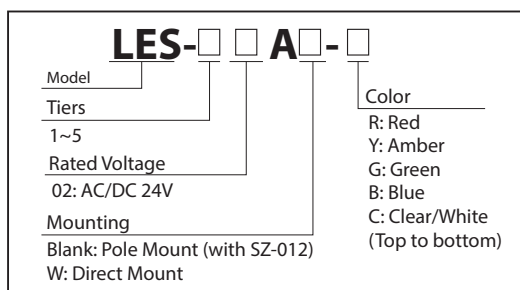 LES-□ □ A□-□
Model
Tiers
1~5
Rated Voltage
02: AC/DC 24V
Mounting
Blank: Pole Mount (with SZ-012)
W: Direct Mount
Color
R: Red
Y: Amber
G: Green
B: Blue
C: Clear/White
(Top to bottom)